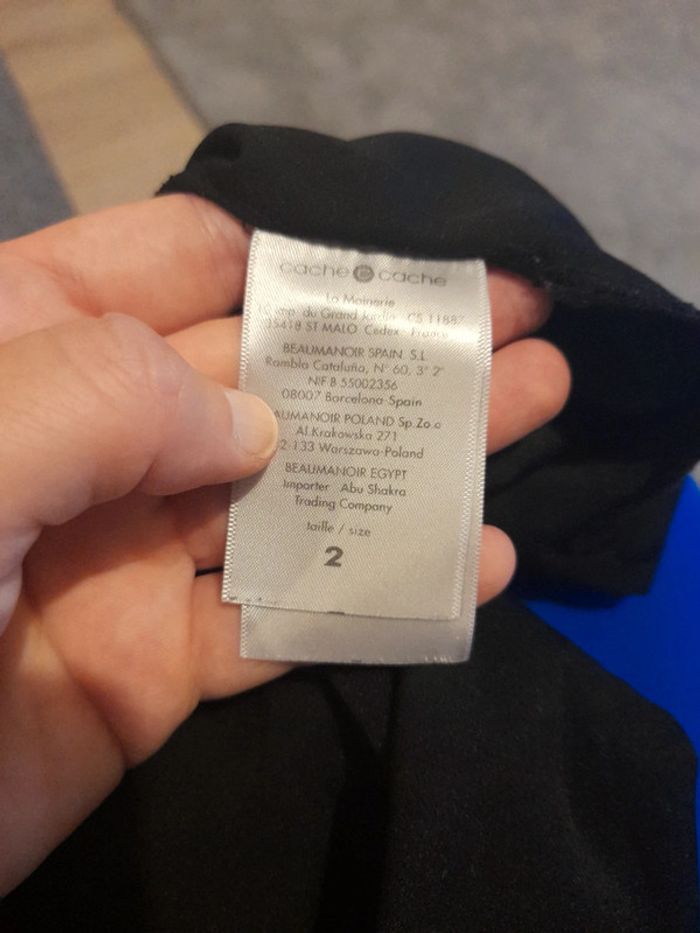 cache cache
La Mainerie
du Grand Jardin CS 11887
35418 ST MALO Cedex France
BEAUMANOIR SPAIN. S.L.
Rambla Cataluña, N° 60, 3° 2°
NIF B 55002356
08007 Barcelona-Spain
AUMANOIR POLAND Sp.Zo.o
Al.Krakowska 271
2-133 Warszawa-Poland
BEAUMANOIR EGYPT
Importer Abu Shakra
Trading Company
taille / size
2